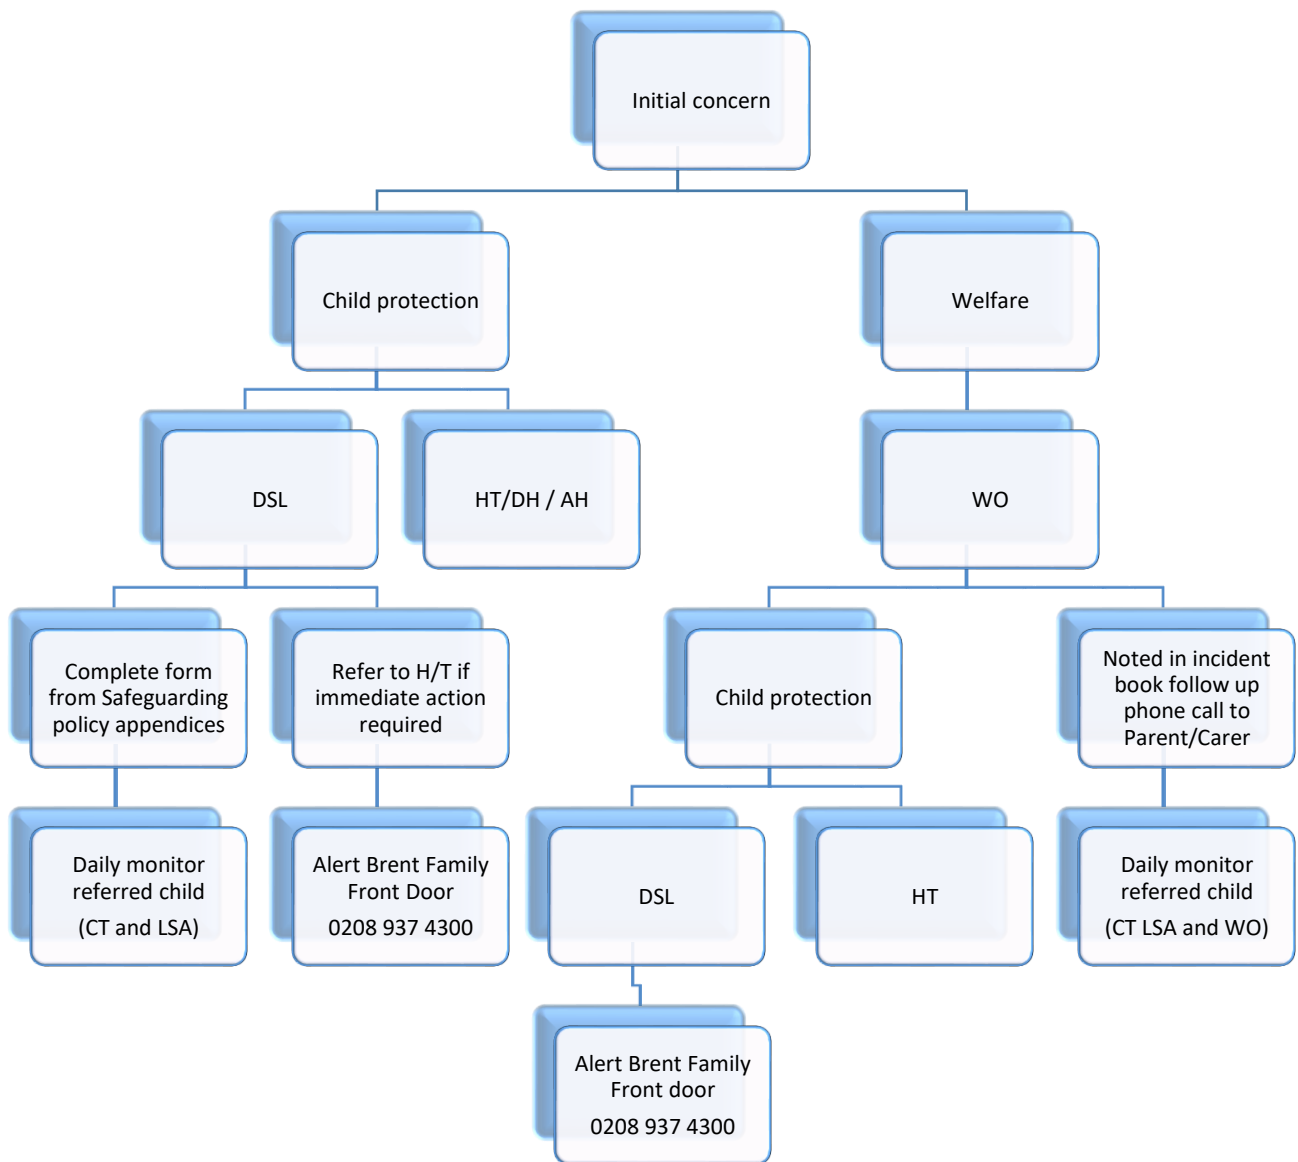 Initial concern
Child protection
Welfare
DSL
HT/DH / AH
WO
Complete form
from Safeguarding
policy appendices
Refer to H/T if
immediate action
required
Child protection
Noted in incident
book follow up
phone call to
Parent/Carer
Daily monitor
referred child
(CT and LSA)
Alert Brent Family
Front Door
0208 937 4300
DSL
HT
Daily monitor
referred child
(CT LSA and WO)
Alert Brent Family
Front door
0208 937 4300